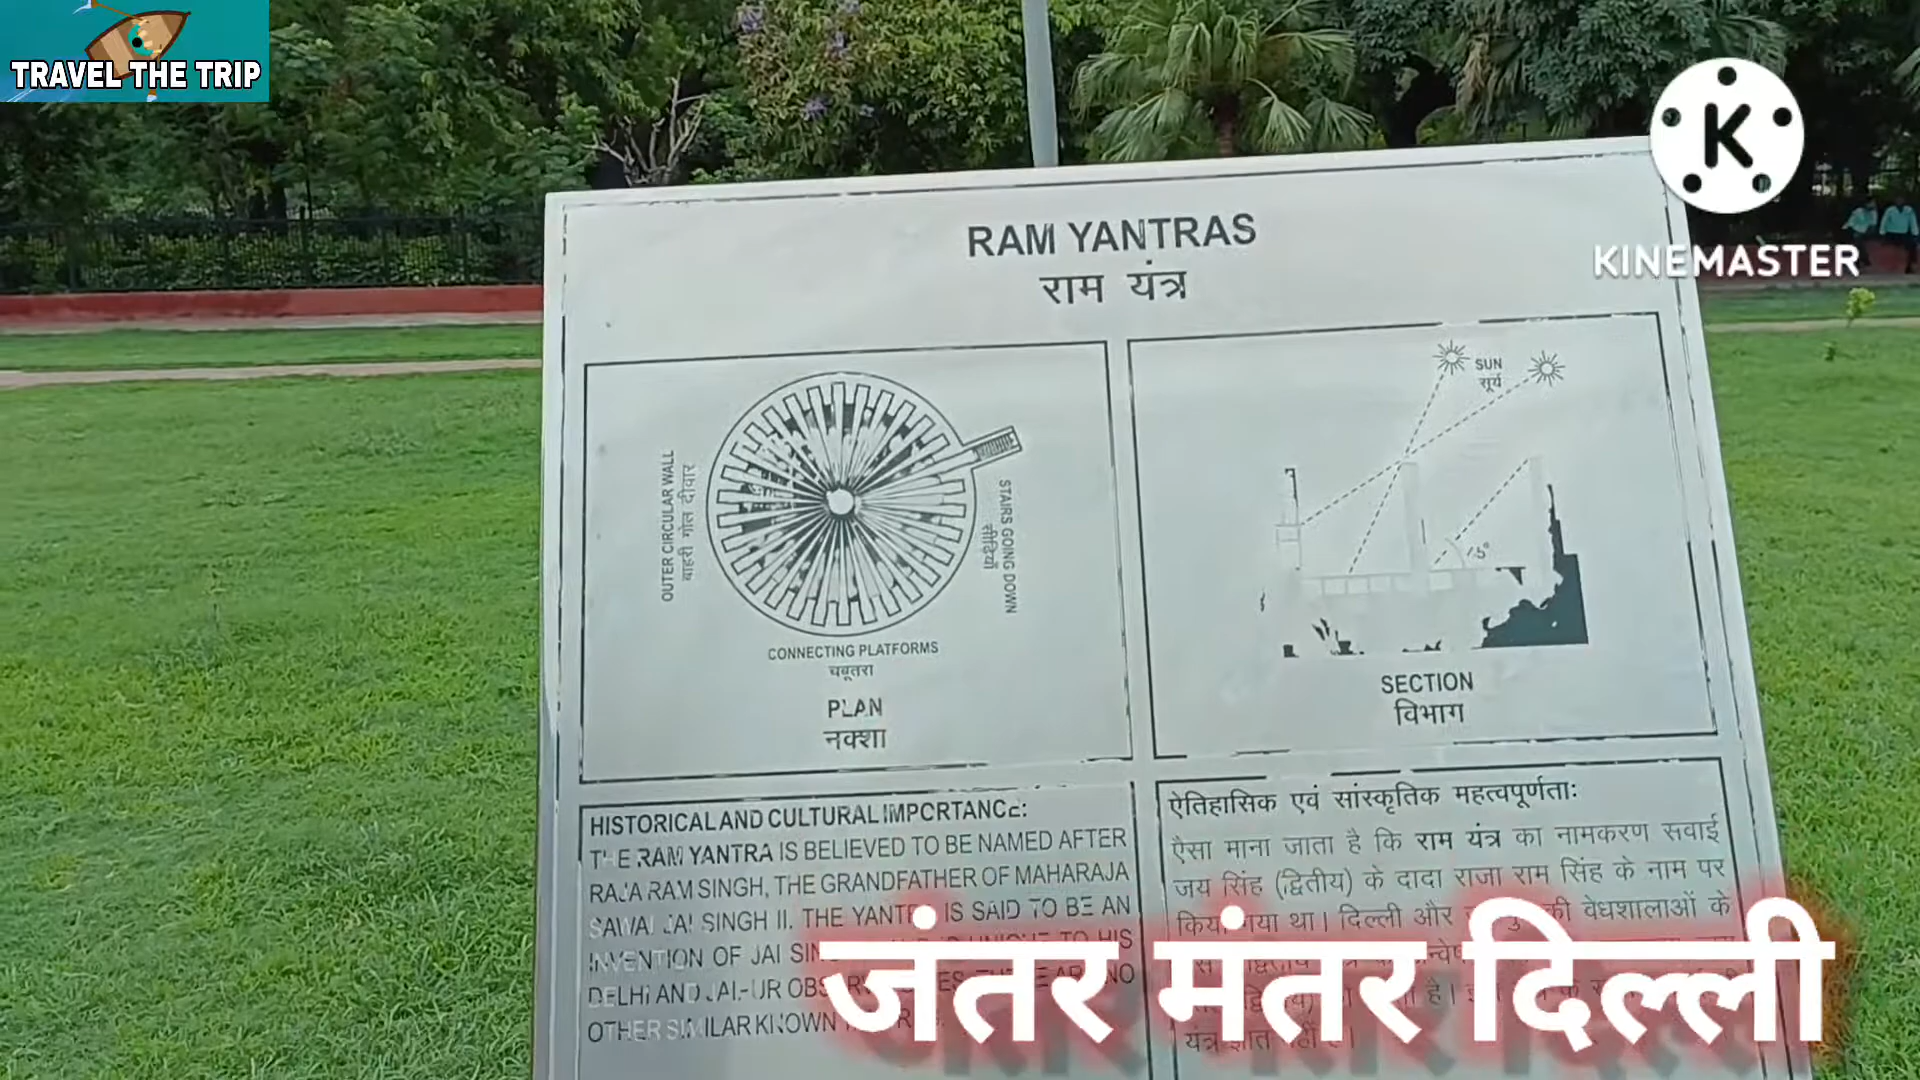 TRAVEL THE TRIP
KINEMASTER
RAM YANTRAS
राम यंत्र
OUTER CIRCULAR WALL
बाहरी गोल दीवार
STAIRS GOING DOWN
सीढ़ियाँ
CONNECTING PLATFORMS
चबूतरा
PLAN
नक्शा
SUN
सूर्य
SECTION
विभाग
HISTORICAL AND CULTURAL IMPORTANCE:
THE RAM YANTRA IS BELIEVED TO BE NAMED AFTER
RAJA RAM SINGH, THE GRANDFATHER OF MAHARAJA
SAWAI JAI SINGH II. THE YANTRA IS SAID TO BE AN
INVENTION OF JAI TO HIS
DELHI AND JAIPUR NO
OTHER SIMILAR KNOWN
ऐतिहासिक एवं सांस्कृतिक महत्वपूर्णता:
ऐसा माना जाता है कि राम यंत्र का नामकरण सवाई
जय सिंह (द्वितीय) के दादा राजा राम सिंह के नाम पर
किया गया था। दिल्ली और की वेधशालाओं के
है।
यंत्र ज्ञात
जंतर मंतर दिल्ली